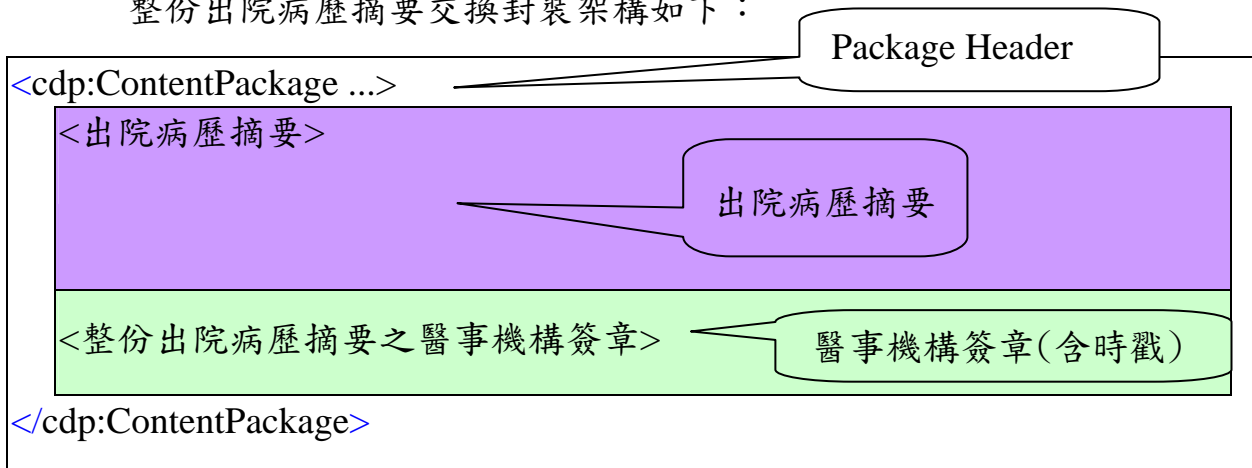 整份出院病歷摘要交換封裝架構如下：
Package Header
<cdp:ContentPackage ...>
<出院病歷摘要>
出院病歷摘要
<整份出院病歷摘要之醫事機構簽章>
醫事機構簽章(含時戳)
</cdp:ContentPackage>